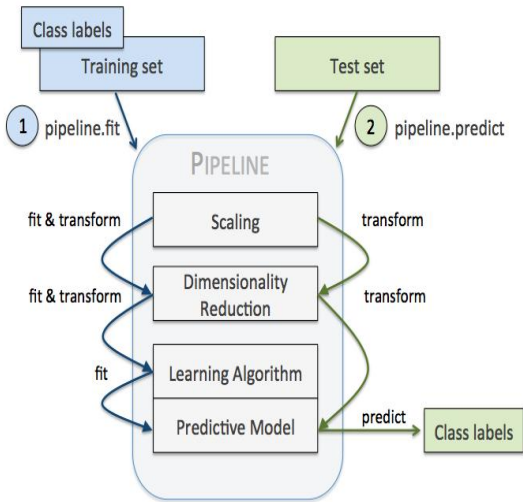 Class labels
Training set
Test set
1 pipeline.fit
2 pipeline.predict
PIPELINE
fit & transform
Scaling
transform
fit & transform
Dimensionality
Reduction
transform
fit
Learning Algorithm
Predictive Model
predict
Class labels